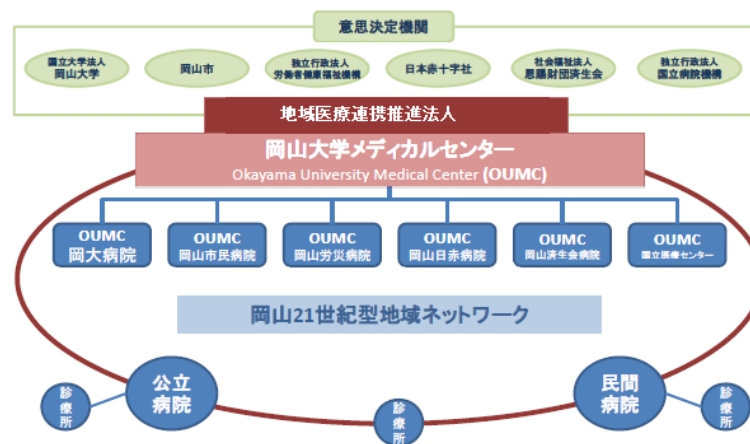 意思決定機関
国立大学法人
岡山大学
岡山市
独立行政法人
労働者健康福祉機構
日本赤十字社
社会福祉法人
恩賜財団済生会
独立行政法人
国立病院機構
地域医療連携推進法人
岡山大学メディカルセンター
Okayama University Medical Center (OUMC)
OUMC
岡大病院
OUMC
岡山市民病院
OUMC
岡山労災病院
OUMC
岡山日赤病院
OUMC
岡山済生会病院
OUMC
国立医療センター
岡山21世紀型地域ネットワーク
公立
病院
民間
病院
診
療
所
診
療
所
診
療
所